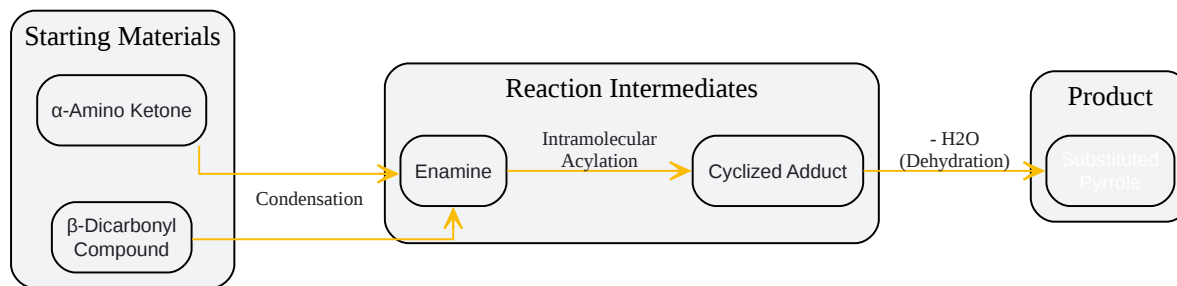 Starting Materials
α-Amino Ketone
β-Dicarbonyl
Compound
Condensation
Reaction Intermediates
Enamine
Intramolecular
Acylation
Cyclized Adduct
- H2O
(Dehydration)
Product
Substituted
Pyrrole